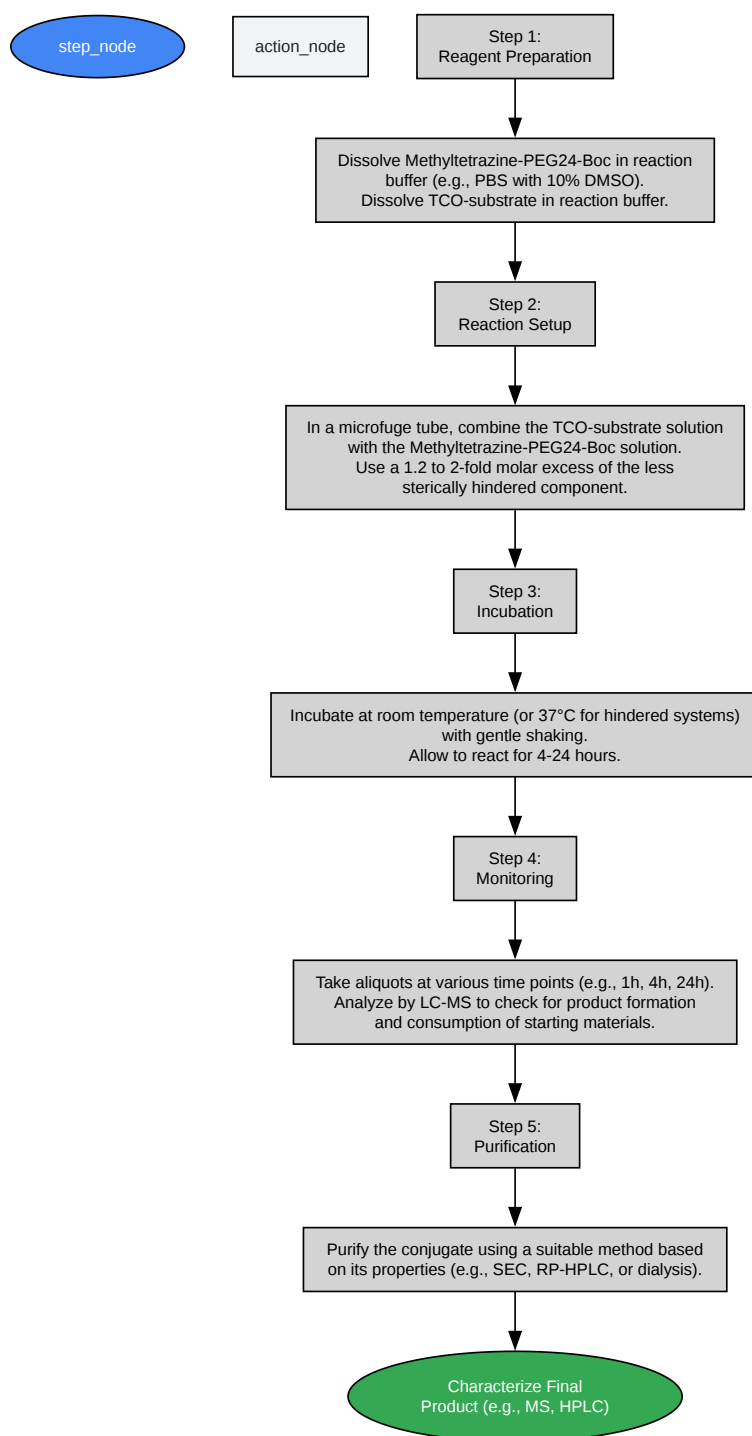 step_node
action_node
Step 1:
Reagent Preparation
Dissolve Methyltetrazine-PEG24-Boc in reaction
buffer (e.g., PBS with 10% DMSO).
Dissolve TCO-substrate in reaction buffer.
Step 2:
Reaction Setup
In a microfuge tube, combine the TCO-substrate solution
with the Methyltetrazine-PEG24-Boc solution.
Use a 1.2 to 2-fold molar excess of the less
sterically hindered component.
Step 3:
Incubation
Incubate at room temperature (or 37°C for hindered systems)
with gentle shaking.
Allow to react for 4-24 hours.
Step 4:
Monitoring
Take aliquots at various time points (e.g., 1h, 4h, 24h).
Analyze by LC-MS to check for product formation
and consumption of starting materials.
Step 5:
Purification
Purify the conjugate using a suitable method based
on its properties (e.g., SEC, RP-HPLC, or dialysis).
Characterize Final
Product (e.g., MS, HPLC)